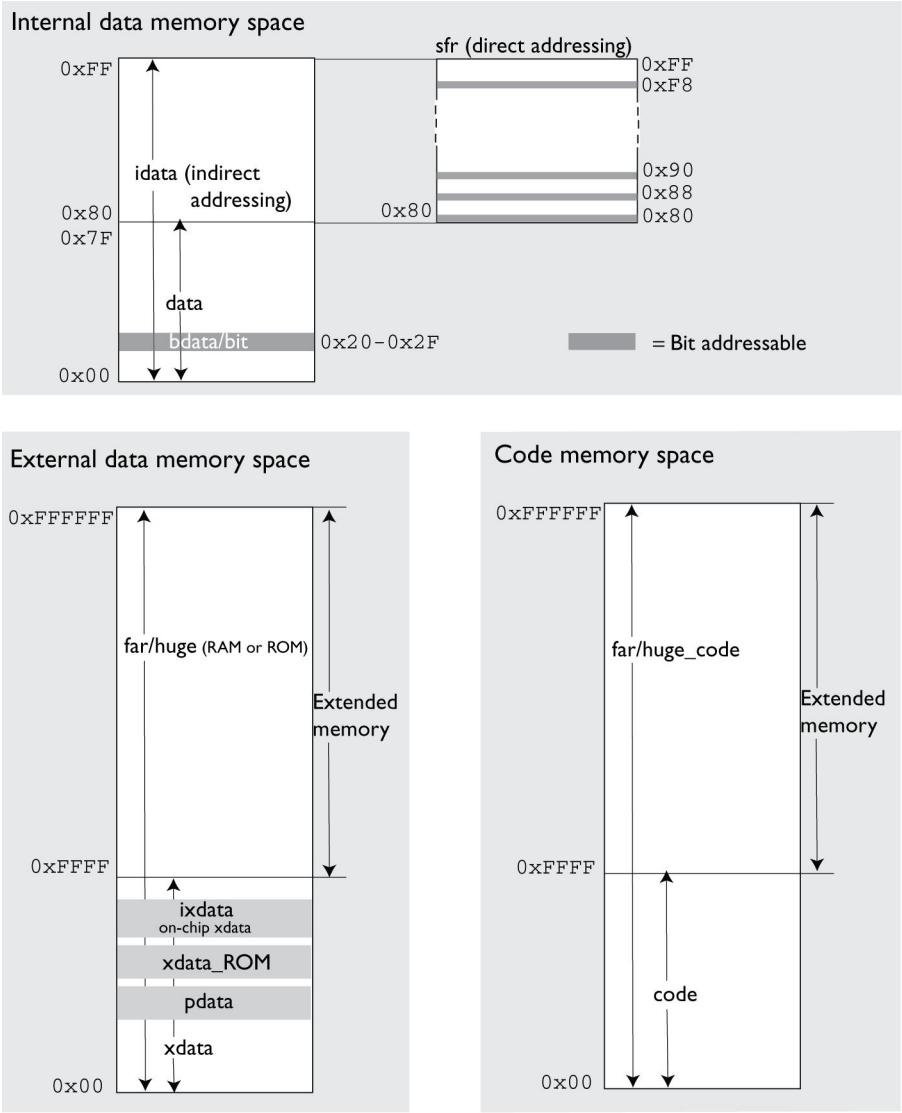 Internal data memory space
sfr (direct addressing)
0xFF
0xFF
0xF8
idata (indirect
addressing)
0x90
0x88
0x80
0x80
0x80
0x7F
data
bdata/bit
0x20-0x2F
= Bit addressable
0x00
External data memory space
0xFFFFFF
far/huge (RAM or ROM)
Extended
memory
0xFFFF
ixdata
on-chip xdata
xdata_ROM
pdata
xdata
0x00
Code memory space
0xFFFFFF
far/huge_code
Extended
memory
0xFFFF
code
0x00